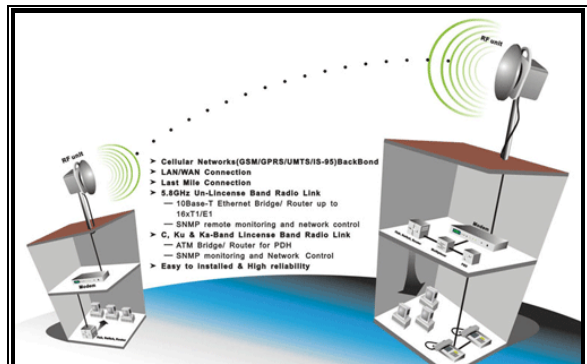 RF unit
RF unit
➤ Cellular Networks(GSM/GPRS/UMTS/IS-95)BackBond
➤ LAN/WAN Connection
➤ Last Mile Connection
➤ 5.8GHz Un-Lincense Band Radio Link
— 10Base-T Ethernet Bridge/ Router up to
16xT1/E1
— SNMP remote monitoring and network control
➤ C, Ku & Ka-Band Lincense Band Radio Link
— ATM Bridge/ Router for PDH
— SNMP monitoring and Network Control
➤ Easy to installed & High reliability
Modem
Modem
Hub, Switch, Router